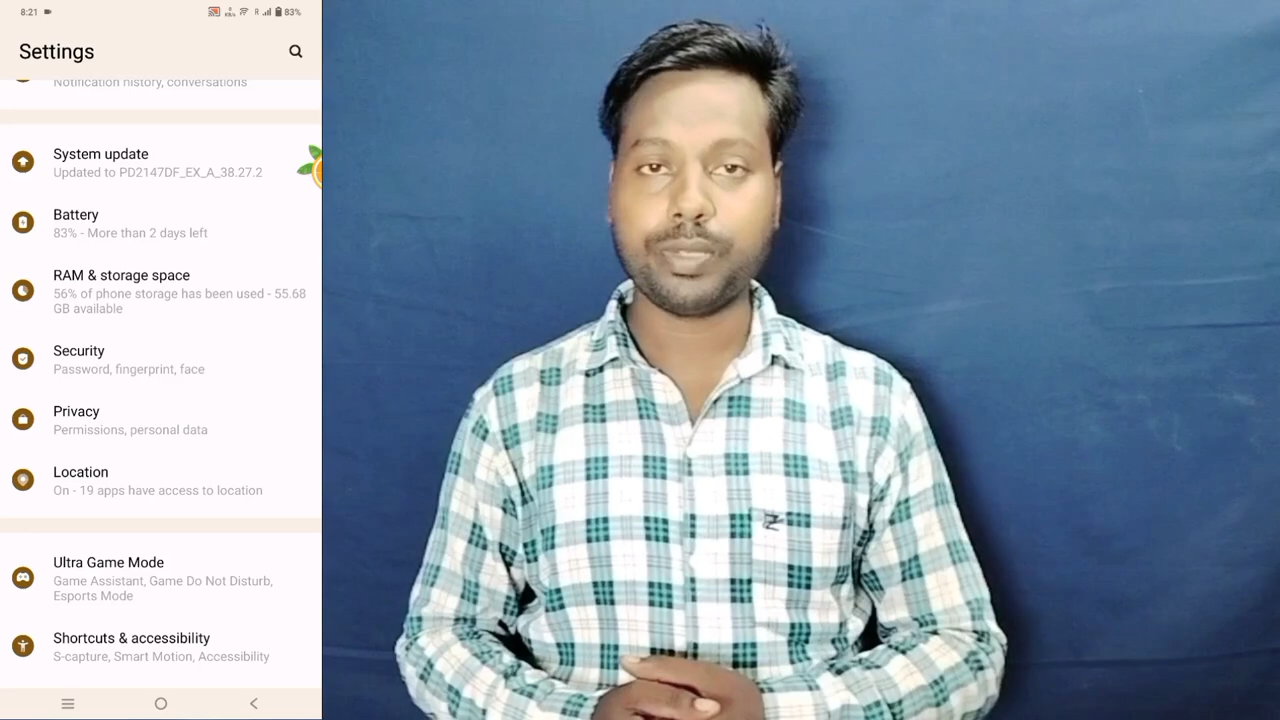 8:21
R 83%
Settings
Notification history, conversations
System update
Updated to PD2147DF_EX_A_38.27.2
Battery
83% - More than 2 days left
RAM & storage space
56% of phone storage has been used - 55.68
GB available
Security
Password, fingerprint, face
Privacy
Permissions, personal data
Location
On - 19 apps have access to location
Ultra Game Mode
Game Assistant, Game Do Not Disturb,
Esports Mode
Shortcuts & accessibility
S-capture, Smart Motion, Accessibility